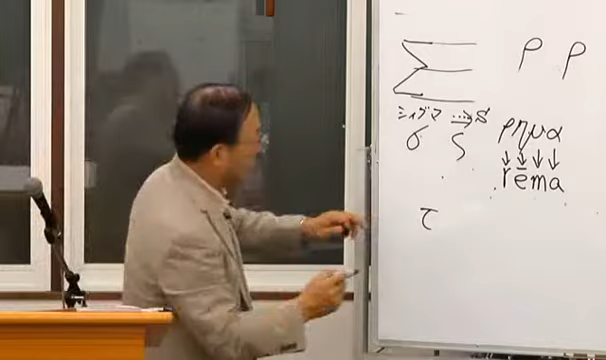 Σ ρ ρ
シグマ …→ s
σ ς ρημα
↓ ↓ ↓ ↓
rēma
τ